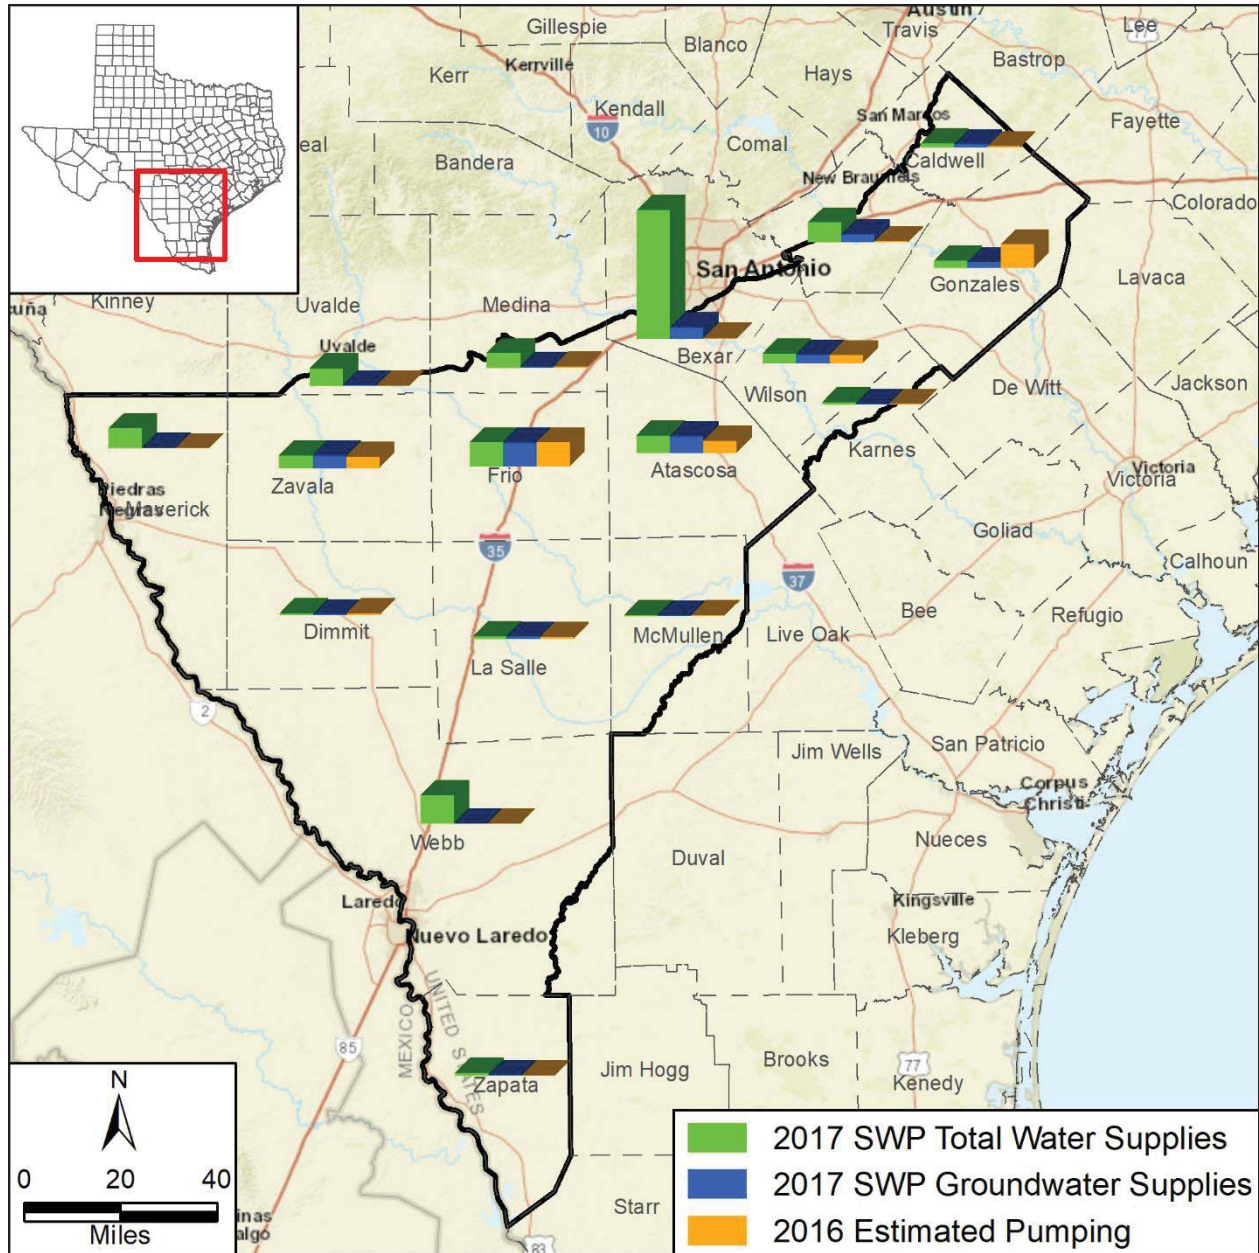 Gillespie
Austin
Travis
Lee
77
Blanco
Bastrop
Kerrville
Kerr
Hays
Kendall
Fayette
San Marcos
10
Comal
Bandera
Caldwell
New Braunfels
Colorado
San Antonio
Gonzales
Lavaca
Kinney
Uvalde
Medina
Uvalde
Bexar
De Witt
Jackson
Wilson
Karnes
Atascosa
Frio
Zavala
Victoria
Victoria
Piedras
Negras
Maverick
Goliad
35
Calhoun
37
Bee
Refugio
Dimmit
McMullen
Live Oak
La Salle
2
Jim Wells
San Patricio
Corpus
Christi
Webb
Nueces
Duval
Laredo
Kingsville
Nuevo Laredo
Kleberg
UNITED STATES
MEXICO
85
Zapata
Jim Hogg
Brooks
77
Kenedy
N
0 20 40
Miles
Starr
83
2017 SWP Total Water Supplies
2017 SWP Groundwater Supplies
2016 Estimated Pumping